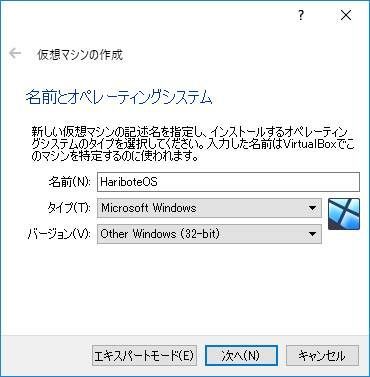 ?
仮想マシンの作成
名前とオペレーティングシステム
新しい仮想マシンの記述名を指定し、インストールするオペレーティ
ングシステムのタイプを選択してください。入力した名前はVirtualBoxでこ
のマシンを特定するのに使われます。
名前(N): HariboteOS
タイプ(T): Microsoft Windows
バージョン(V): Other Windows (32-bit)
エキスパートモード(E) 次へ(N) キャンセル